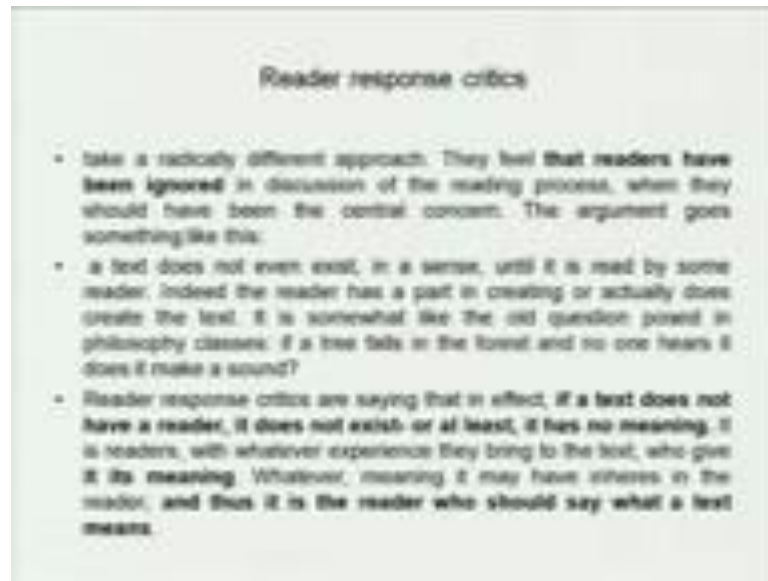 Reader response critics
• take a radically different approach. They feel that readers have
been ignored in discussion of the reading process, when they
should have been the central concern. The argument goes
something like this:
• a text does not even exist, in a sense, until it is read by some
reader. Indeed the reader has a part in creating or actually does
create the text. It is somewhat like the old question posed in
philosophy classes: if a tree falls in the forest and no one hears it
does it make a sound?
• Reader response critics are saying that in effect, if a text does not
have a reader, it does not exist- or at least, it has no meaning. It
is readers, with whatever experience they bring to the text, who give
it its meaning. Whatever, meaning it may have inheres in the
reader, and thus it is the reader who should say what a text
means.